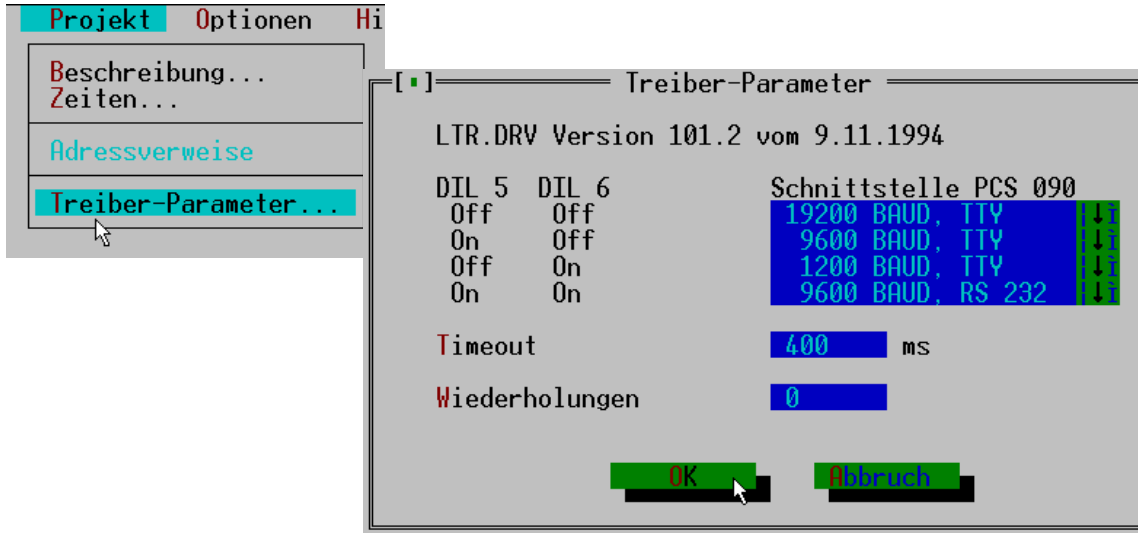 Projekt Optionen Hi
Beschreibung...
Zeiten...
Adressverweise
Treiber-Parameter...
[▪] Treiber-Parameter
LTR.DRV Version 101.2 vom 9.11.1994
DIL 5 DIL 6 Schnittstelle PCS 090
Off Off 19200 BAUD, TTY
On Off 9600 BAUD, TTY
Off On 1200 BAUD, TTY
On On 9600 BAUD, RS 232
Timeout 400 ms
Wiederholungen 0
OK Abbruch